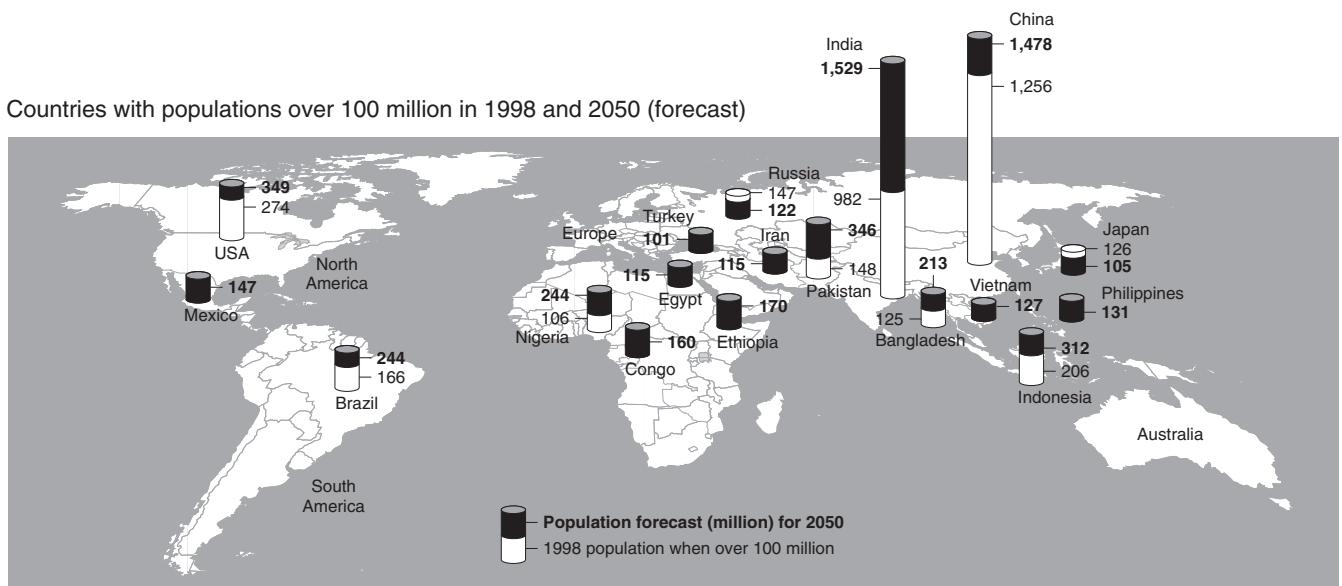 Countries with populations over 100 million in 1998 and 2050 (forecast)
China
1,478
1,256
India
1,529
982
349
274
USA
North
America
147
Mexico
244
166
Brazil
South
America
Europe
Turkey
101
Russia
147
122
Iran
115
346
148
Pakistan
115
Egypt
244
106
Nigeria
170
Ethiopia
160
Congo
213
125
Bangladesh
Vietnam
127
Japan
126
105
Philippines
131
312
206
Indonesia
Australia
Population forecast (million) for 2050
1998 population when over 100 million